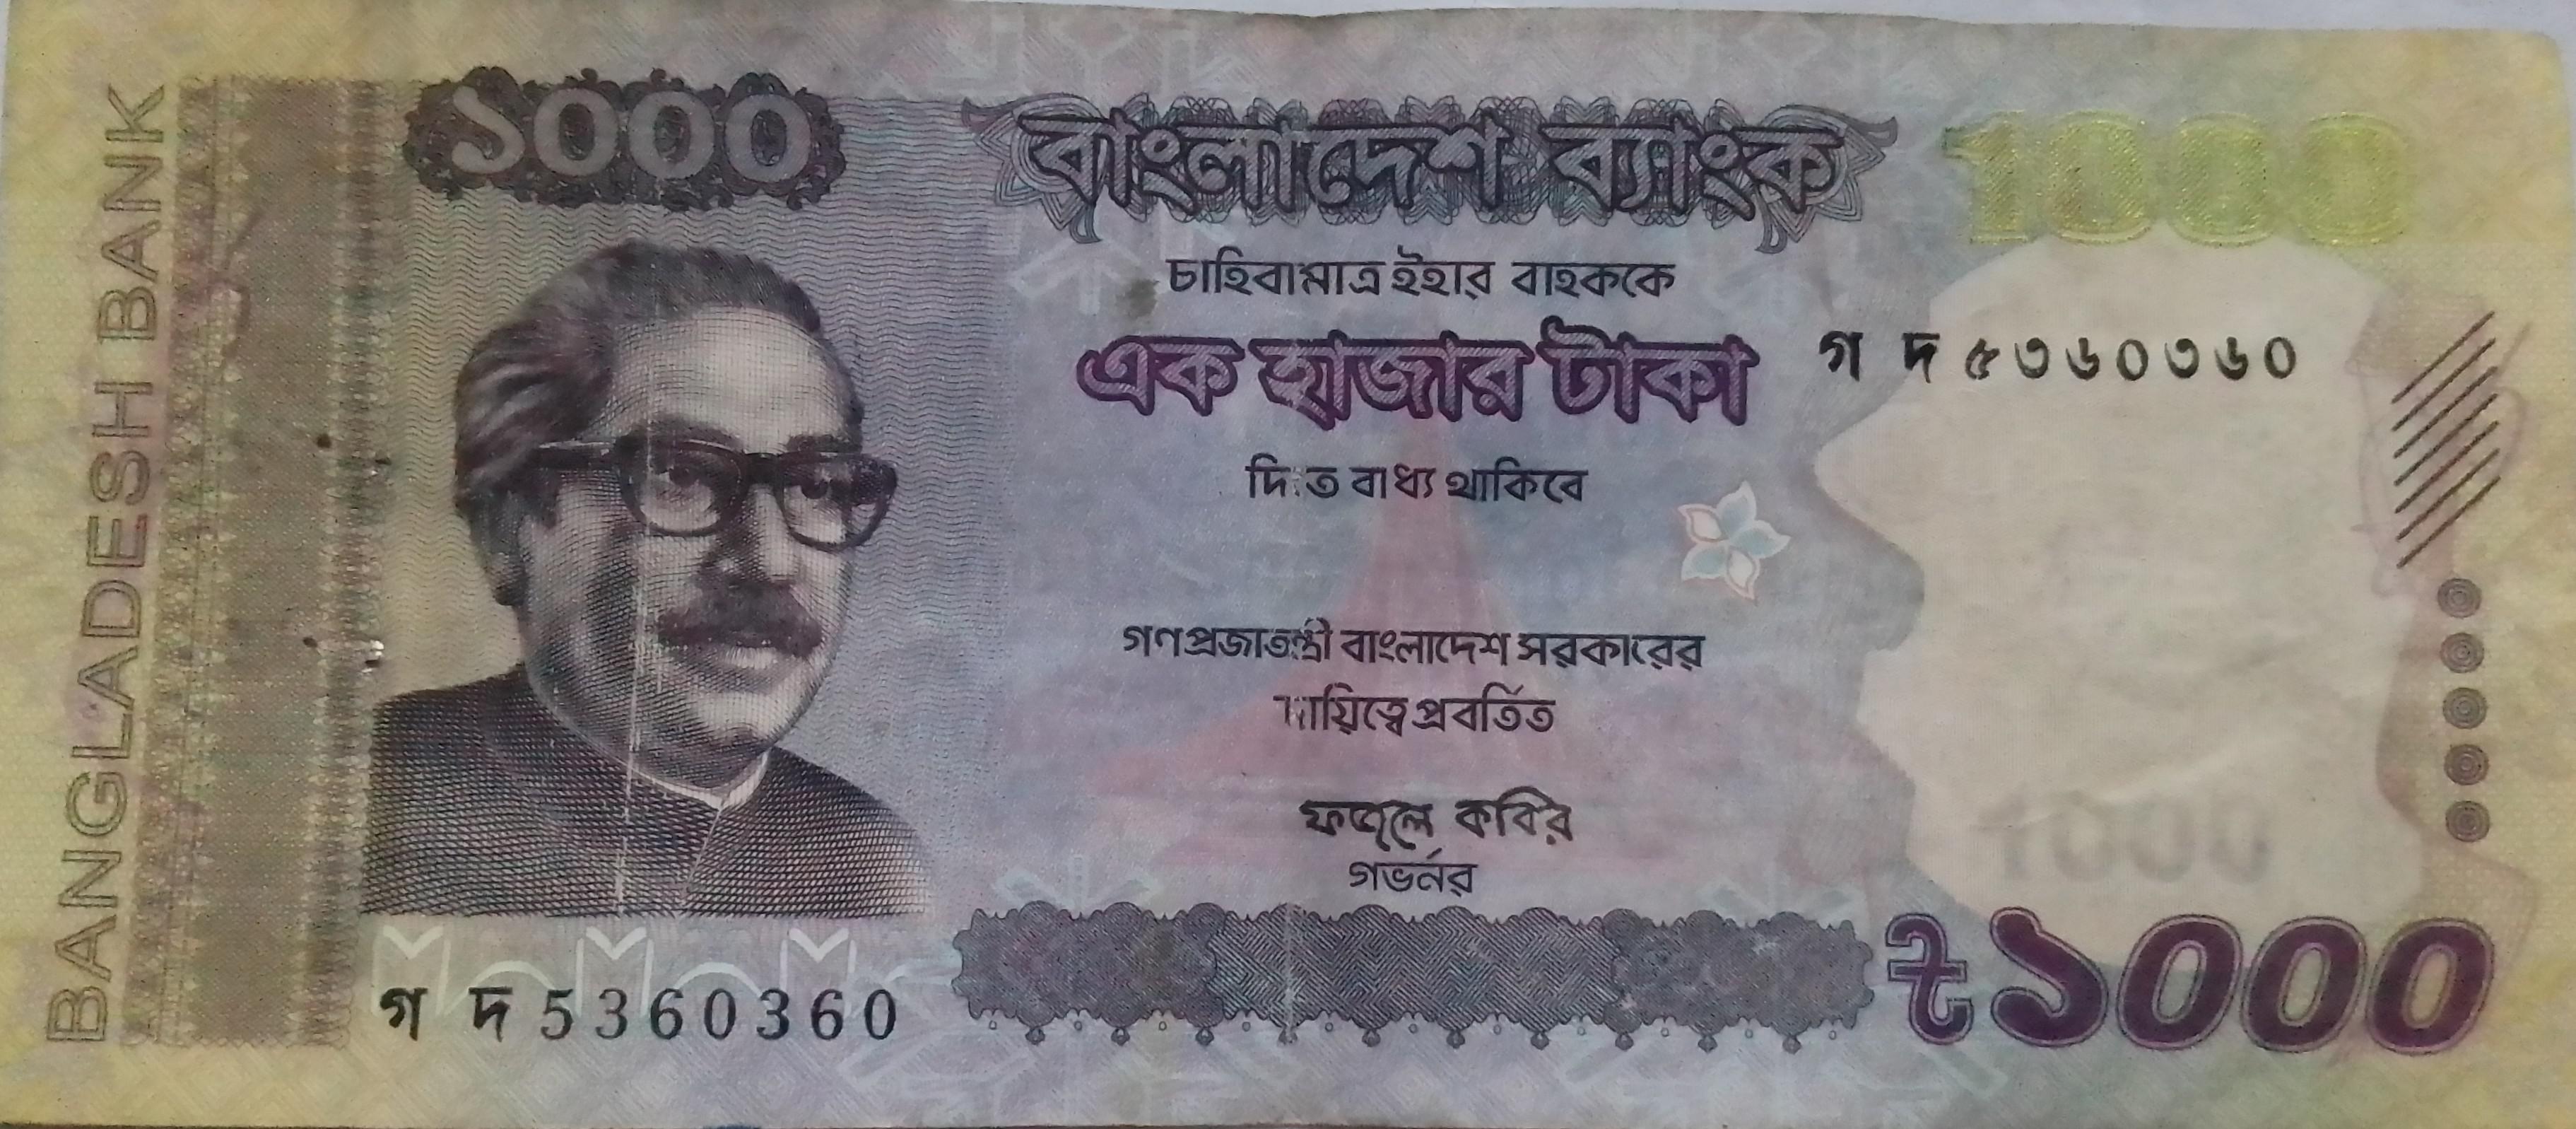 BANGLADESH BANK
১০০০
বাংলাদেশ ব্যাংক
1000
চাহিবামাত্র ইহার বাহককে
এক হাজার টাকা
গ দ ৫৩৬০৩৬০
দিতে বাধ্য থাকিবে
গণপ্রজাতন্ত্রী বাংলাদেশ সরকারের
দায়িত্বে প্রবর্তিত
ফজলে কবির
গভর্নর
1000
গ দ 5360360
৳১০০০